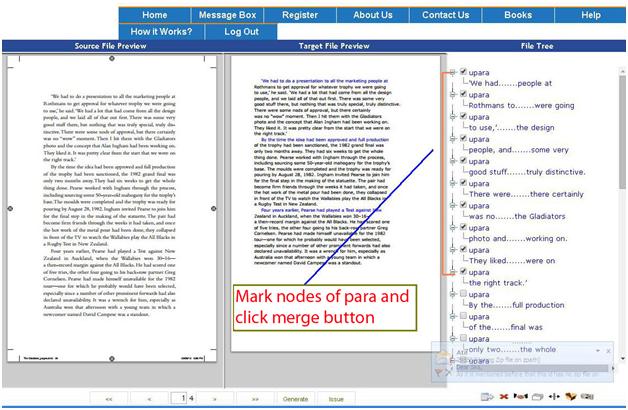 Home Message Box Register About Us Contact Us Books Help
How it Works? Log Out
Source File Preview Target File Preview File Tree
'We had to do a presentation to all the marketing people at
Rothmans to get approval for whatever trophy we were going
to use,' he said. 'We had a lot that had come from all the design
people, and we laid all of that out first. There was some very
good stuff there, but nothing that was truly special, truly dis-
tinctive. There were some nods of approval, but there certainly
was no "wow" moment. Then I hit them with the Gladiators
photo and the concept that Alan Ingham had been working on.
They liked it. It was pretty clear from the start that we were on
the right track.'
By the time the idea had been approved and full production
of the trophy had been sanctioned, the 1982 grand final was
only two months away. They had six weeks to get the whole
thing done. Pearse worked with Ingham through the process,
including sourcing some 50-year-old mahogany for the trophy's
base. The moulds were completed and the trophy was ready for
pouring by August 28, 1982. Ingham invited Pearse to join him
for the final step in the making of the statuette. The pair had
become firm friends through the weeks it had taken, and once
the hot work of the metal pour had been done, they collapsed
in front of the TV to watch the Wallabies play the All Blacks in
a Rugby Test in New Zealand.
Four years earlier, Pearse had played a Test against New
Zealand in Auckland, when the Wallabies won 30–16—
a then-record margin against the All Blacks. He had scored one
of five tries, the other four going to his back-row partner Greg
Cornelsen. Pearse had made himself unavailable for the 1982
tour—one for which he probably would have been selected,
especially since a number of other prominent forwards had also
declared unavailability. It was a wrench for him, especially as
Australia won that afternoon with a young team in which a
newcomer named David Campese was a standout.
We had to do a presentation to all the marketing people at
Rothmans to get approval for whatever trophy we were going
to use,' he said. 'We had a lot that had come from all the design
people, and we laid all of that out first. There was some very
good stuff there, but nothing that was truly special, truly distinctive.
There were some nods of approval, but there certainly
was no "wow" moment. Then I hit them with the Gladiators
photo and the concept that Alan Ingham had been working on.
They liked it. It was pretty clear from the start that we were on
the right track.'
By the time the idea had been approved and full production
of the trophy had been sanctioned, the 1982 grand final was
only two months away. They had six weeks to get the whole
thing done. Pearse worked with Ingham through the process,
including sourcing some 50-year-old mahogany for the trophy's
base. The moulds were completed and the trophy was ready for
pouring by August 28, 1982. Ingham invited Pearse to join him
for the final step in the making of the statuette. The pair had
become firm friends through the weeks it had taken, and once
the hot work of the metal pour had been done, they collapsed
in front of the TV to watch the Wallabies play the All Blacks in
a Rugby Test in New Zealand.
Four years earlier, Pearse had played a Test against New
Zealand in Auckland, when the Wallabies won 30–16—
a then-record margin against the All Blacks. He had scored one
of five tries, the other four going to his back-row partner Greg
Cornelsen. Pearse had made himself unavailable for the 1982
tour—one for which he probably would have been selected,
especially since a number of other prominent forwards had also
declared unavailability. It was a wrench for him, especially as
Australia won that afternoon with a young team in which a
newcomer named David Campese was a standout.
Mark nodes of para and
click merge button
upara
'We had.......people at
upara
Rothmans to.......were going
upara
to use,'.......the design
upara
people, and.......some very
upara
good stuff.......truly distinctive.
upara
There were.......there certainly
upara
was no.......the Gladiators
upara
photo and.......working on.
upara
They liked.......were on
upara
the right track.'
upara
By the.......full production
upara
of the.......final was
upara
only two.......the whole
upara
<< < 1 4 > >> Generate Issue